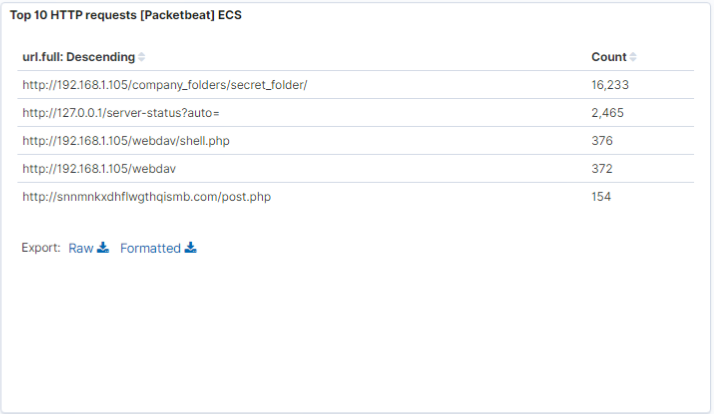 Top 10 HTTP requests [Packetbeat] ECS
url.full: Descending Count
http://192.168.1.105/company_folders/secret_folder/ 16,233
http://127.0.0.1/server-status?auto= 2,465
http://192.168.1.105/webdav/shell.php 376
http://192.168.1.105/webdav 372
http://snnmnkxdhflwgthqismb.com/post.php 154
Export: Raw Formatted